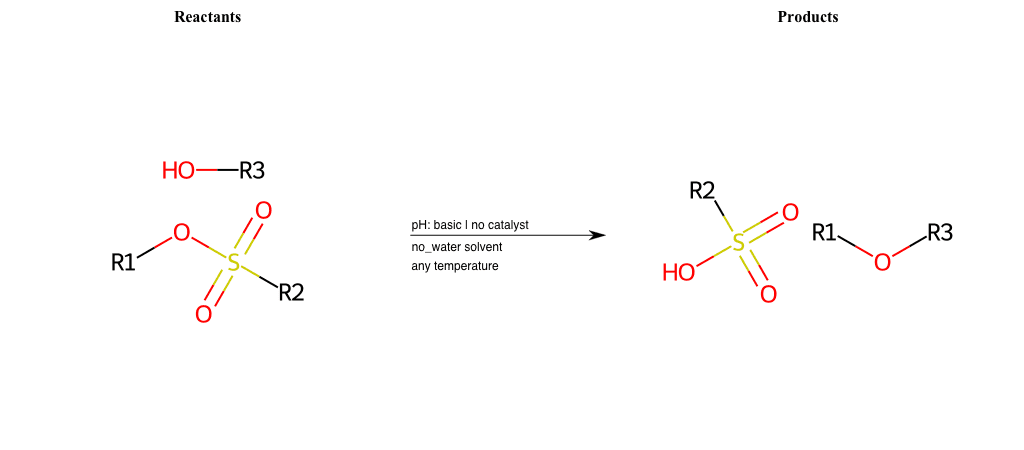 Reactants
Products
HO R3
O
O
R1
S
R2
O
pH: basic | no catalyst
no_water solvent
any temperature
R2
O
S
HO
O
R1 R3
O